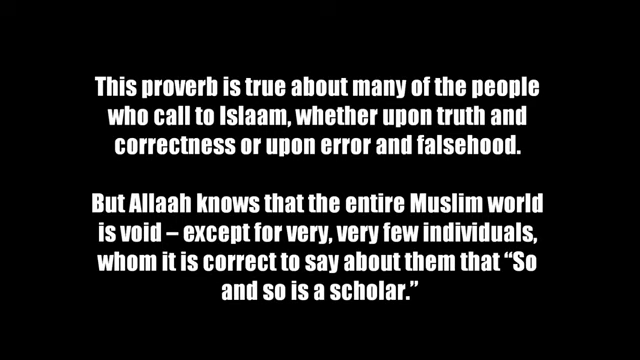 This proverb is true about many of the people
who call to Islaam, whether upon truth and
correctness or upon error and falsehood.
But Allaah knows that the entire Muslim world
is void – except for very, very few individuals,
whom it is correct to say about them that “So
and so is a scholar.”